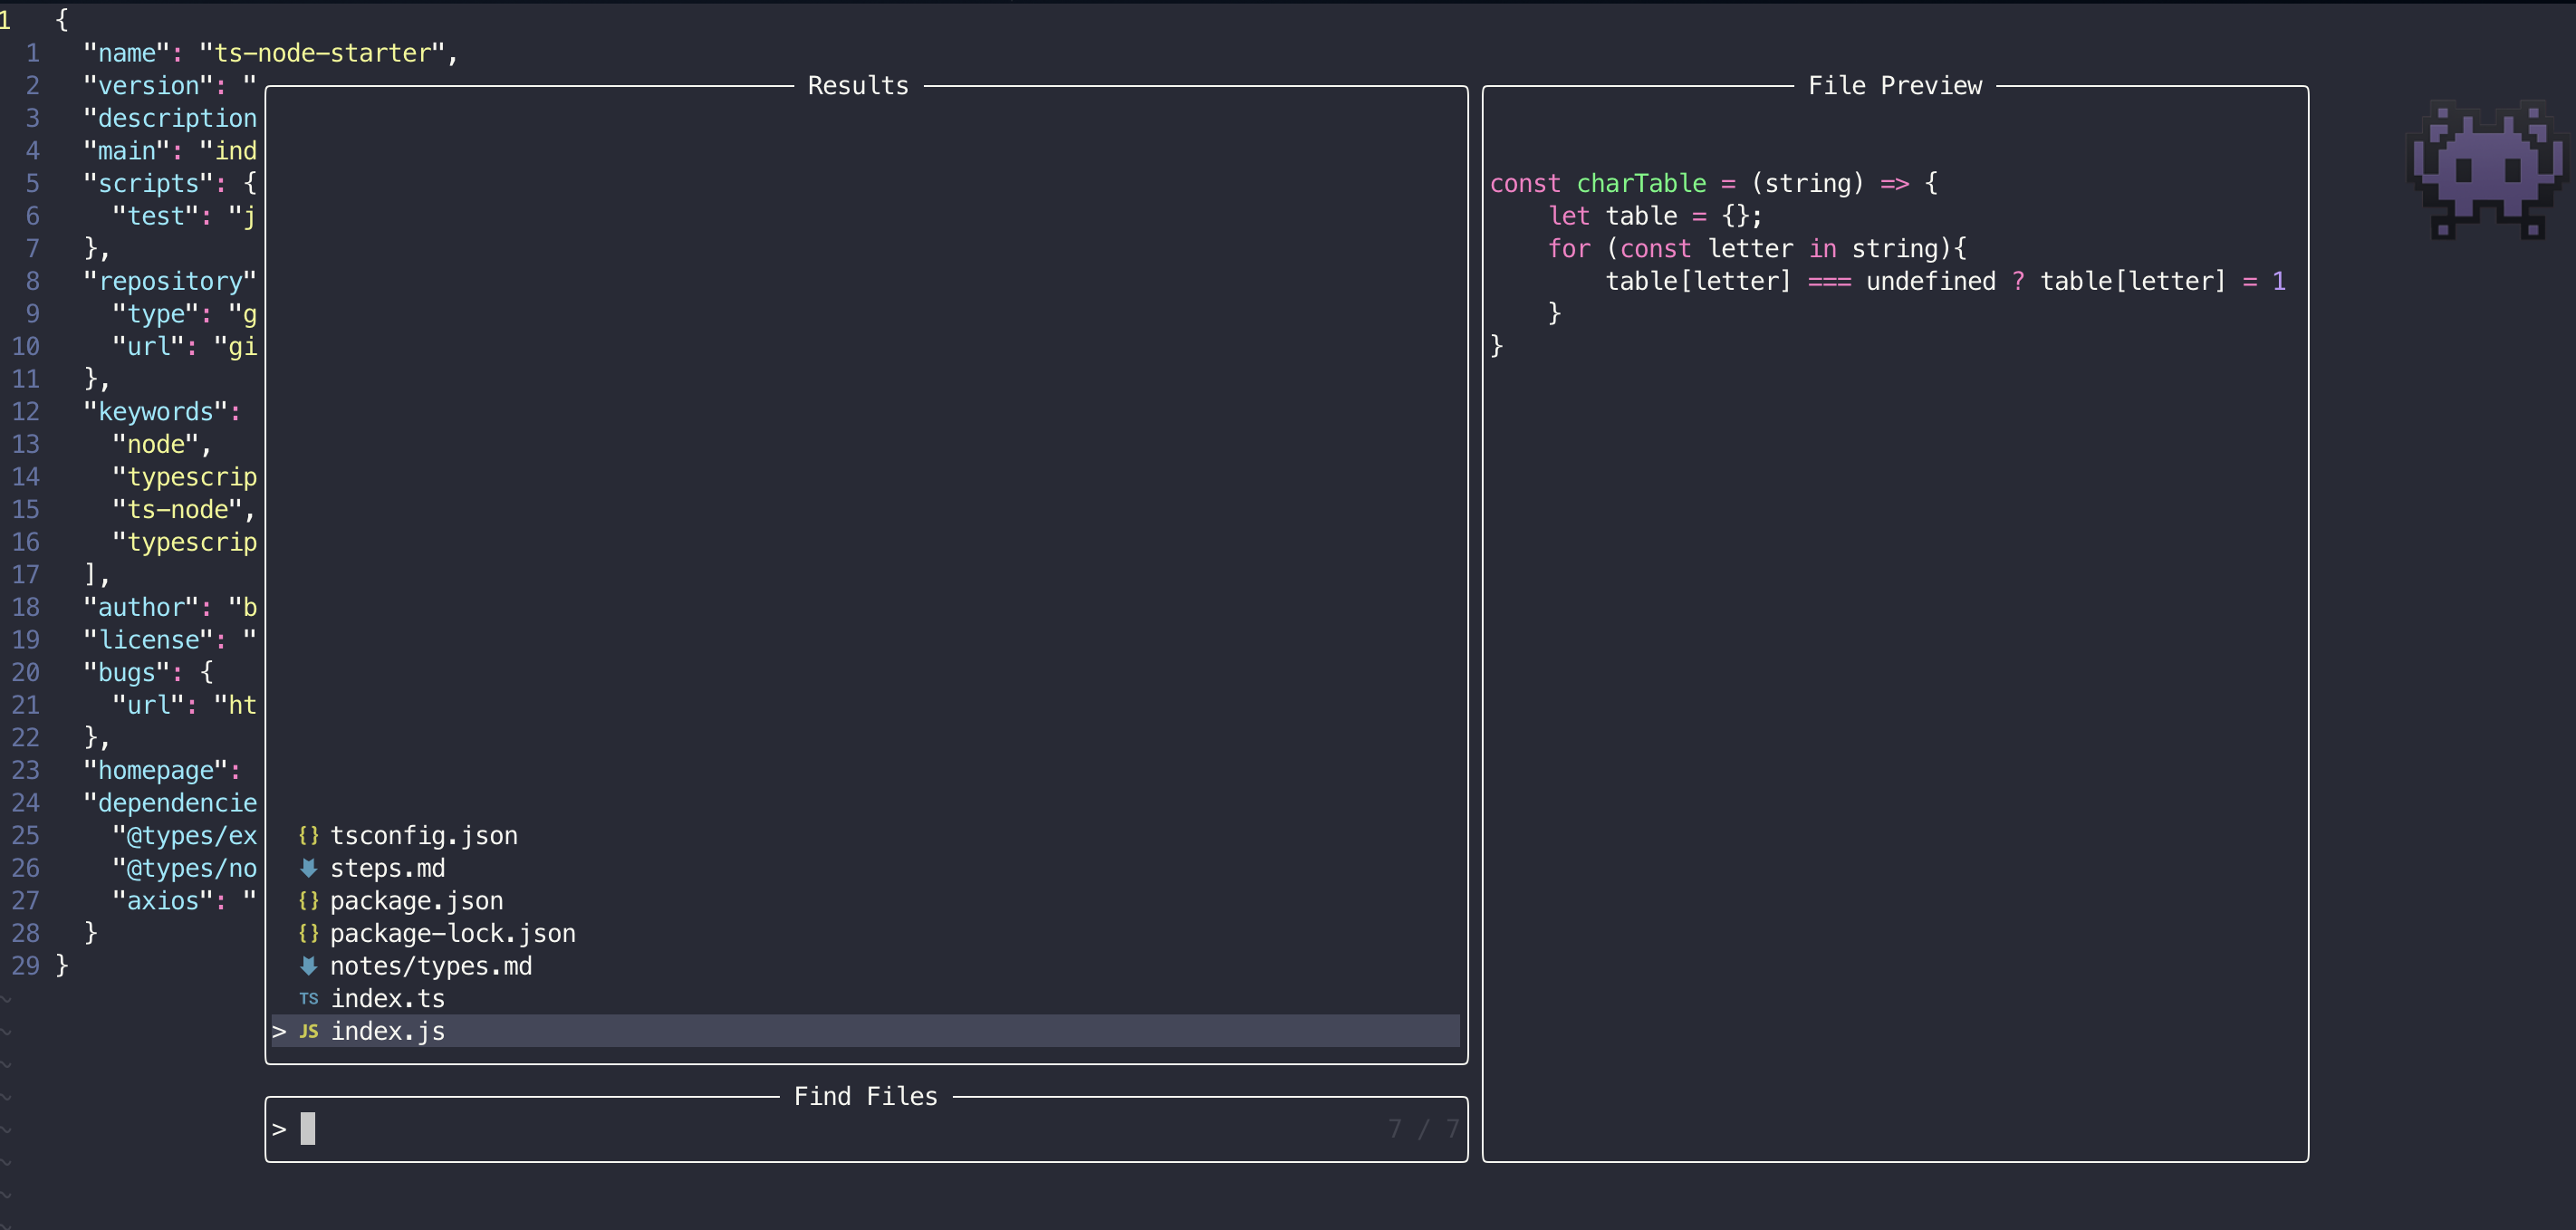 1 {
1 "name": "ts-node-starter",
2 "version": "
3 "description
4 "main": "ind
5 "scripts": {
6 "test": "j
7 },
8 "repository"
9 "type": "g
10 "url": "gi
11 },
12 "keywords":
13 "node",
14 "typescrip
15 "ts-node",
16 "typescrip
17 ],
18 "author": "b
19 "license": "
20 "bugs": {
21 "url": "ht
22 },
23 "homepage":
24 "dependencie
25 "@types/ex
26 "@types/no
27 "axios": "
28 }
29 }
~
~
~
~
~
~
~
~
Results
{} tsconfig.json
steps.md
{} package.json
{} package-lock.json
notes/types.md
TS index.ts
> JS index.js
Find Files
> 7 / 7
File Preview
const charTable = (string) => {
let table = {};
for (const letter in string){
table[letter] === undefined ? table[letter] = 1
}
}